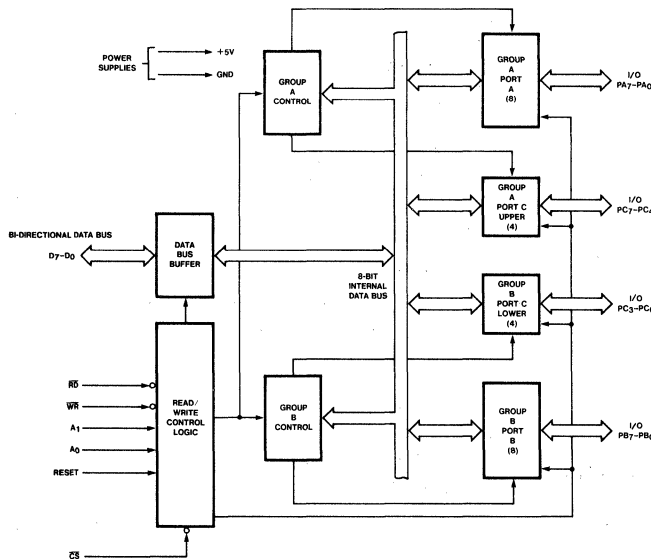 POWER
SUPPLIES
+5V
GND
GROUP
A
CONTROL
GROUP
A
PORT
A
(8)
I/O
PA7-PA0
GROUP
A
PORT C
UPPER
(4)
I/O
PC7-PC4
BI-DIRECTIONAL DATA BUS
D7-D0
DATA
BUS
BUFFER
8-BIT
INTERNAL
DATA BUS
GROUP
B
PORT C
LOWER
(4)
I/O
PC3-PC0
RD
WR
A1
A0
RESET
CS
READ/
WRITE
CONTROL
LOGIC
GROUP
B
CONTROL
GROUP
B
PORT
B
(8)
I/O
PB7-PB0